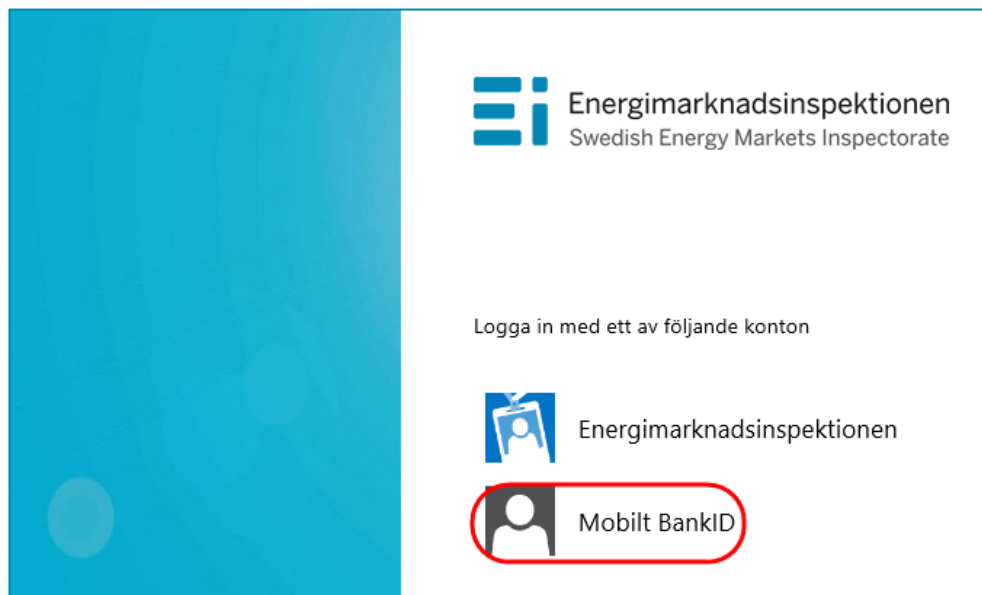 Energimarknadsinspektionen
Swedish Energy Markets Inspectorate
Logga in med ett av följande konton
Energimarknadsinspektionen
Mobilt BankID